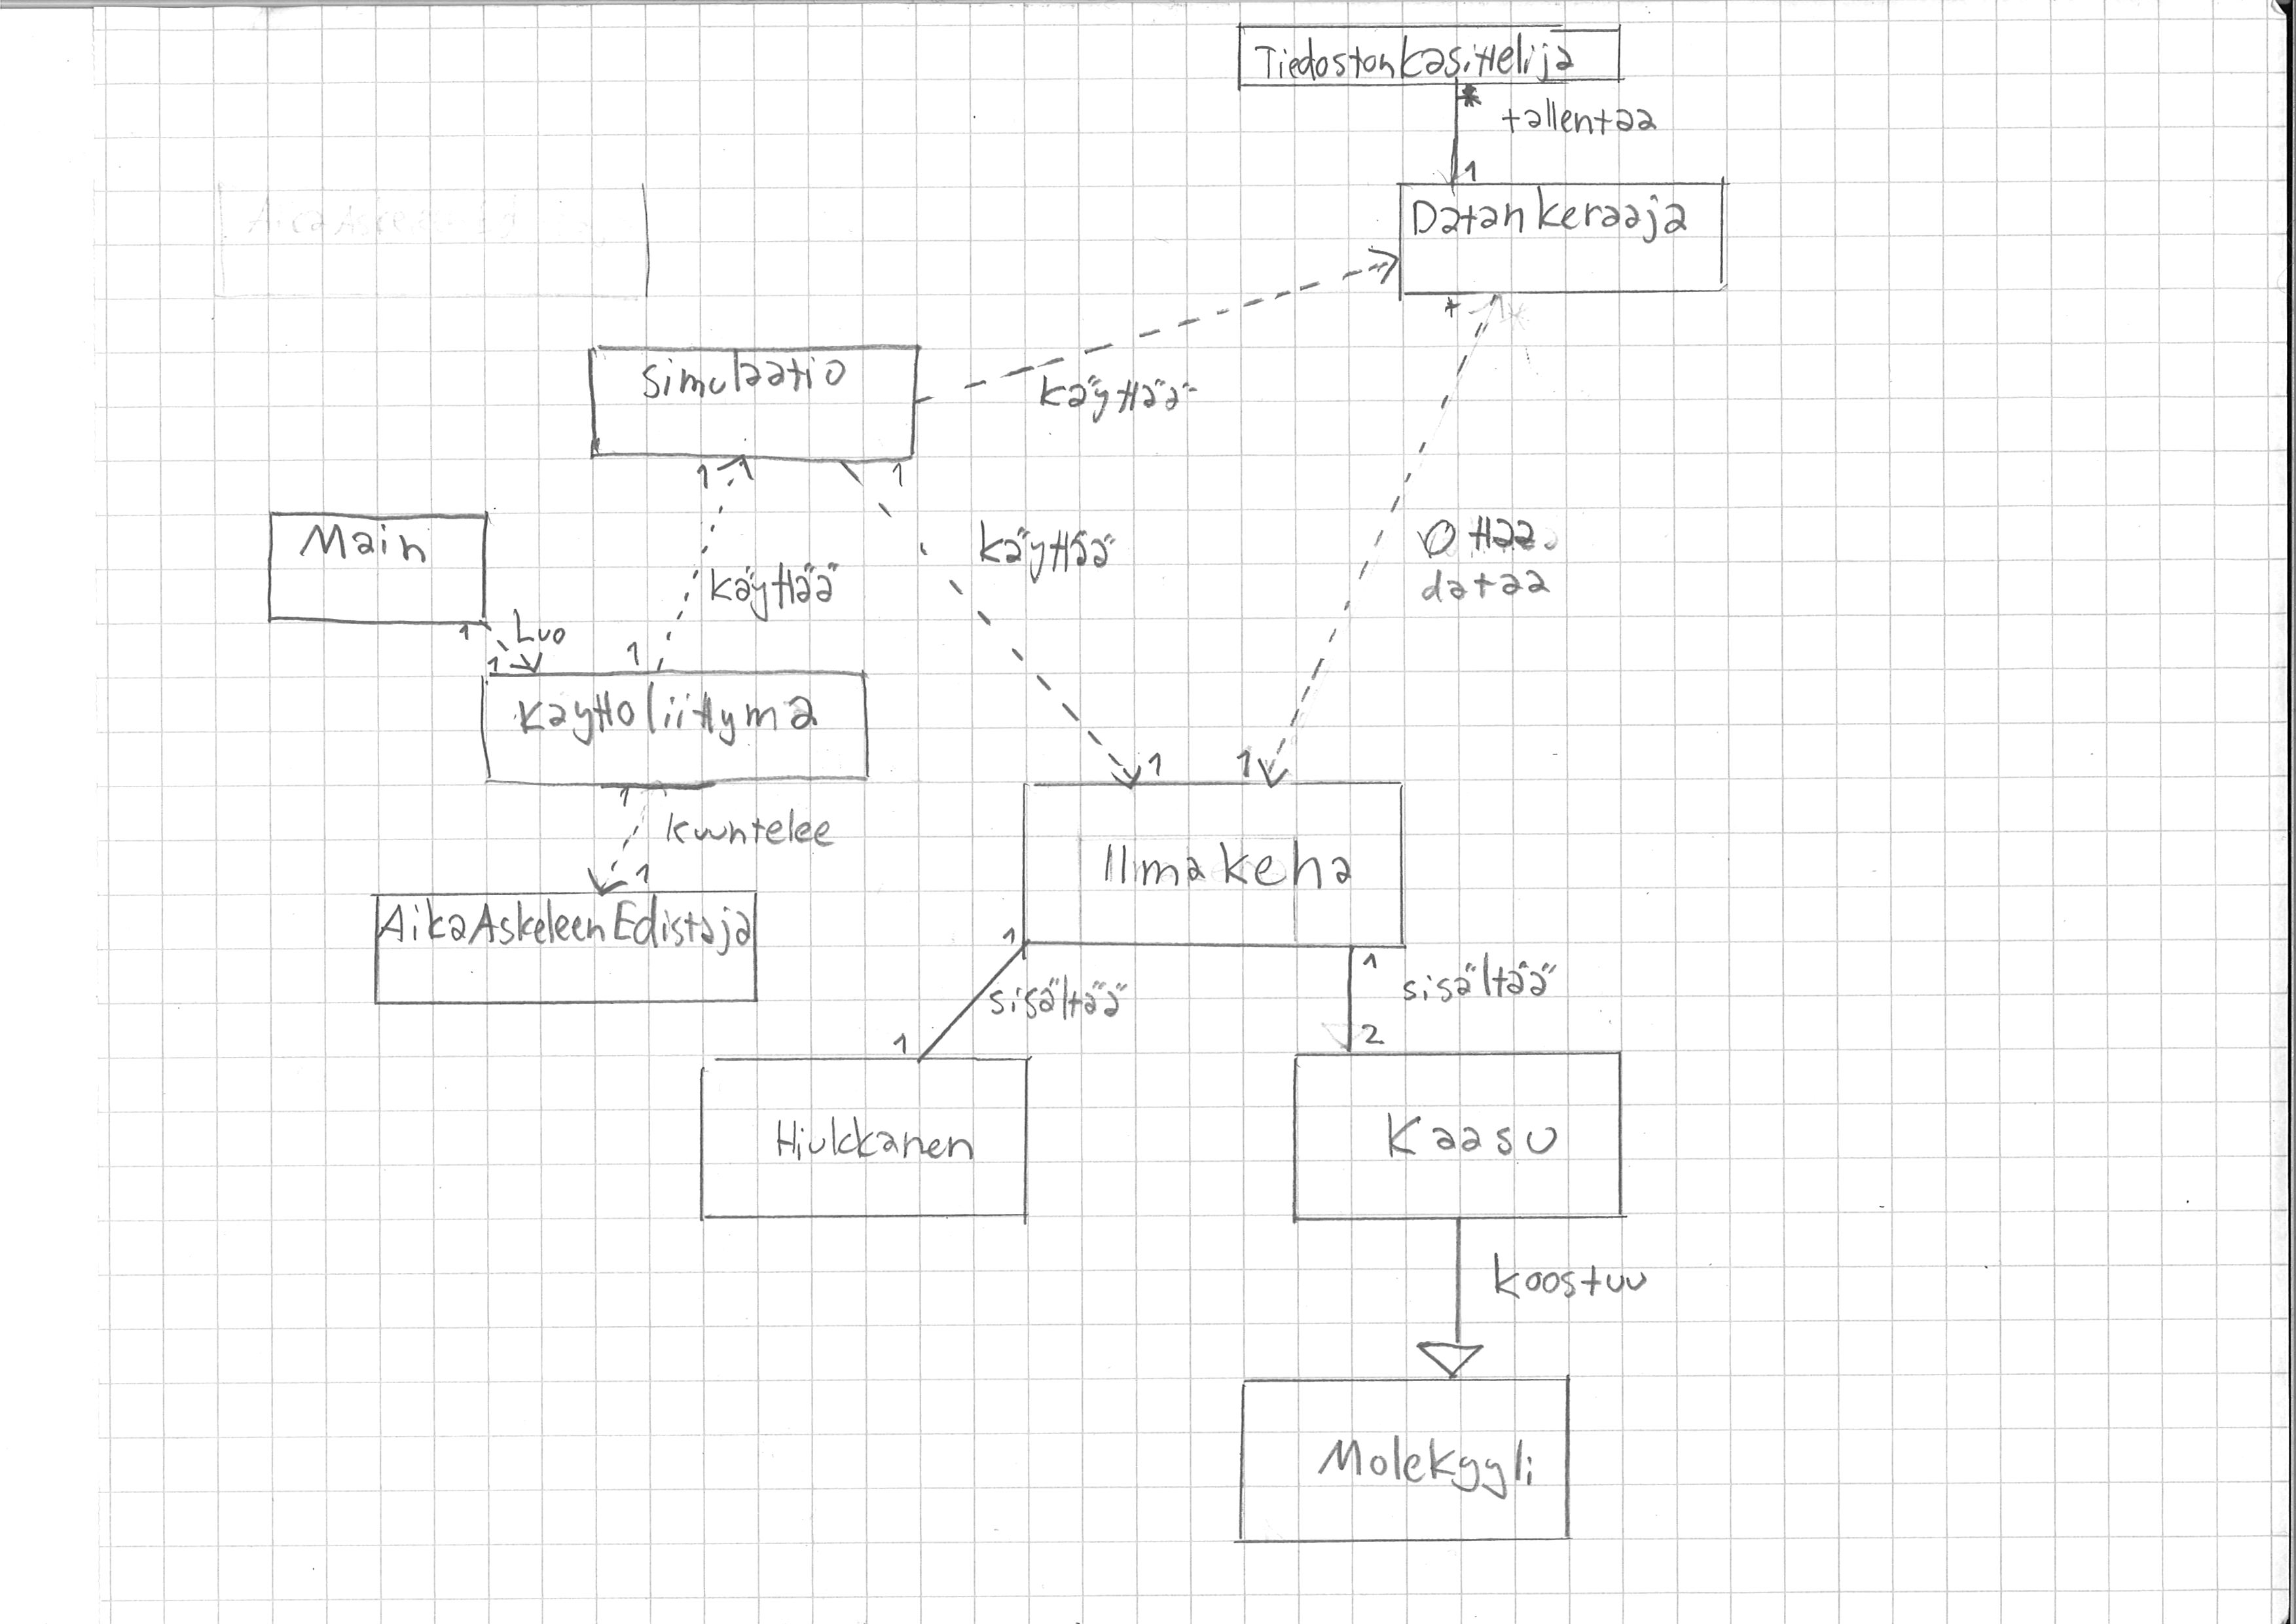 Tiedostonkasittelija
*
tallentaa
1
Datankeraaja
*
Simulaatio
käyttää
1
1
Main
käyttää
Ottaa
dataa
käyttää
1
Luo
1
1
Kayttoliittyma
1
1
1
kuuntelee
1
Ilmakeha
AikaAskeleenEdistaja
1
1
sisältää
sisältää
1
2
Hiukkanen
Kaasu
koostuu
Molekyyli